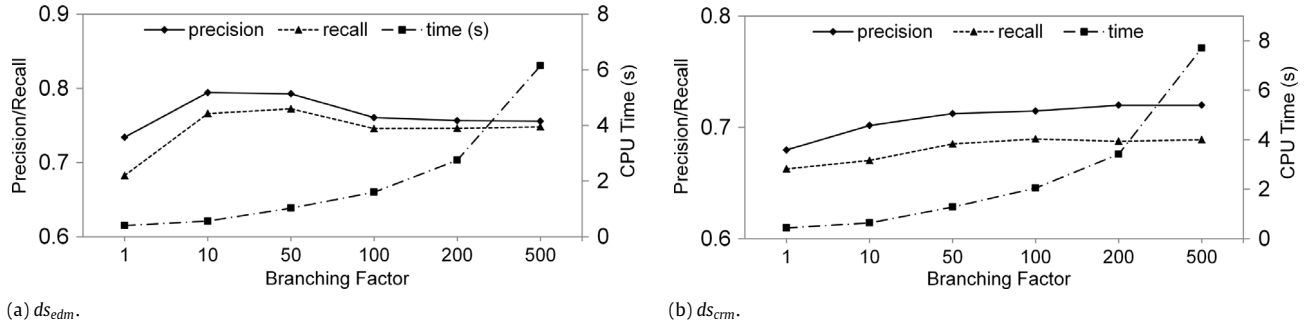 0.9
0.8
0.7
0.6
Precision/Recall
precision
recall
time (s)
8
6
4
2
0
CPU Time (s)
1 10 50 100 200 500
Branching Factor
(a) ds_edm.
0.8
0.7
0.6
Precision/Recall
precision
recall
time
8
6
4
2
0
CPU Time (s)
1 10 50 100 200 500
Branching Factor
(b) ds_crm.